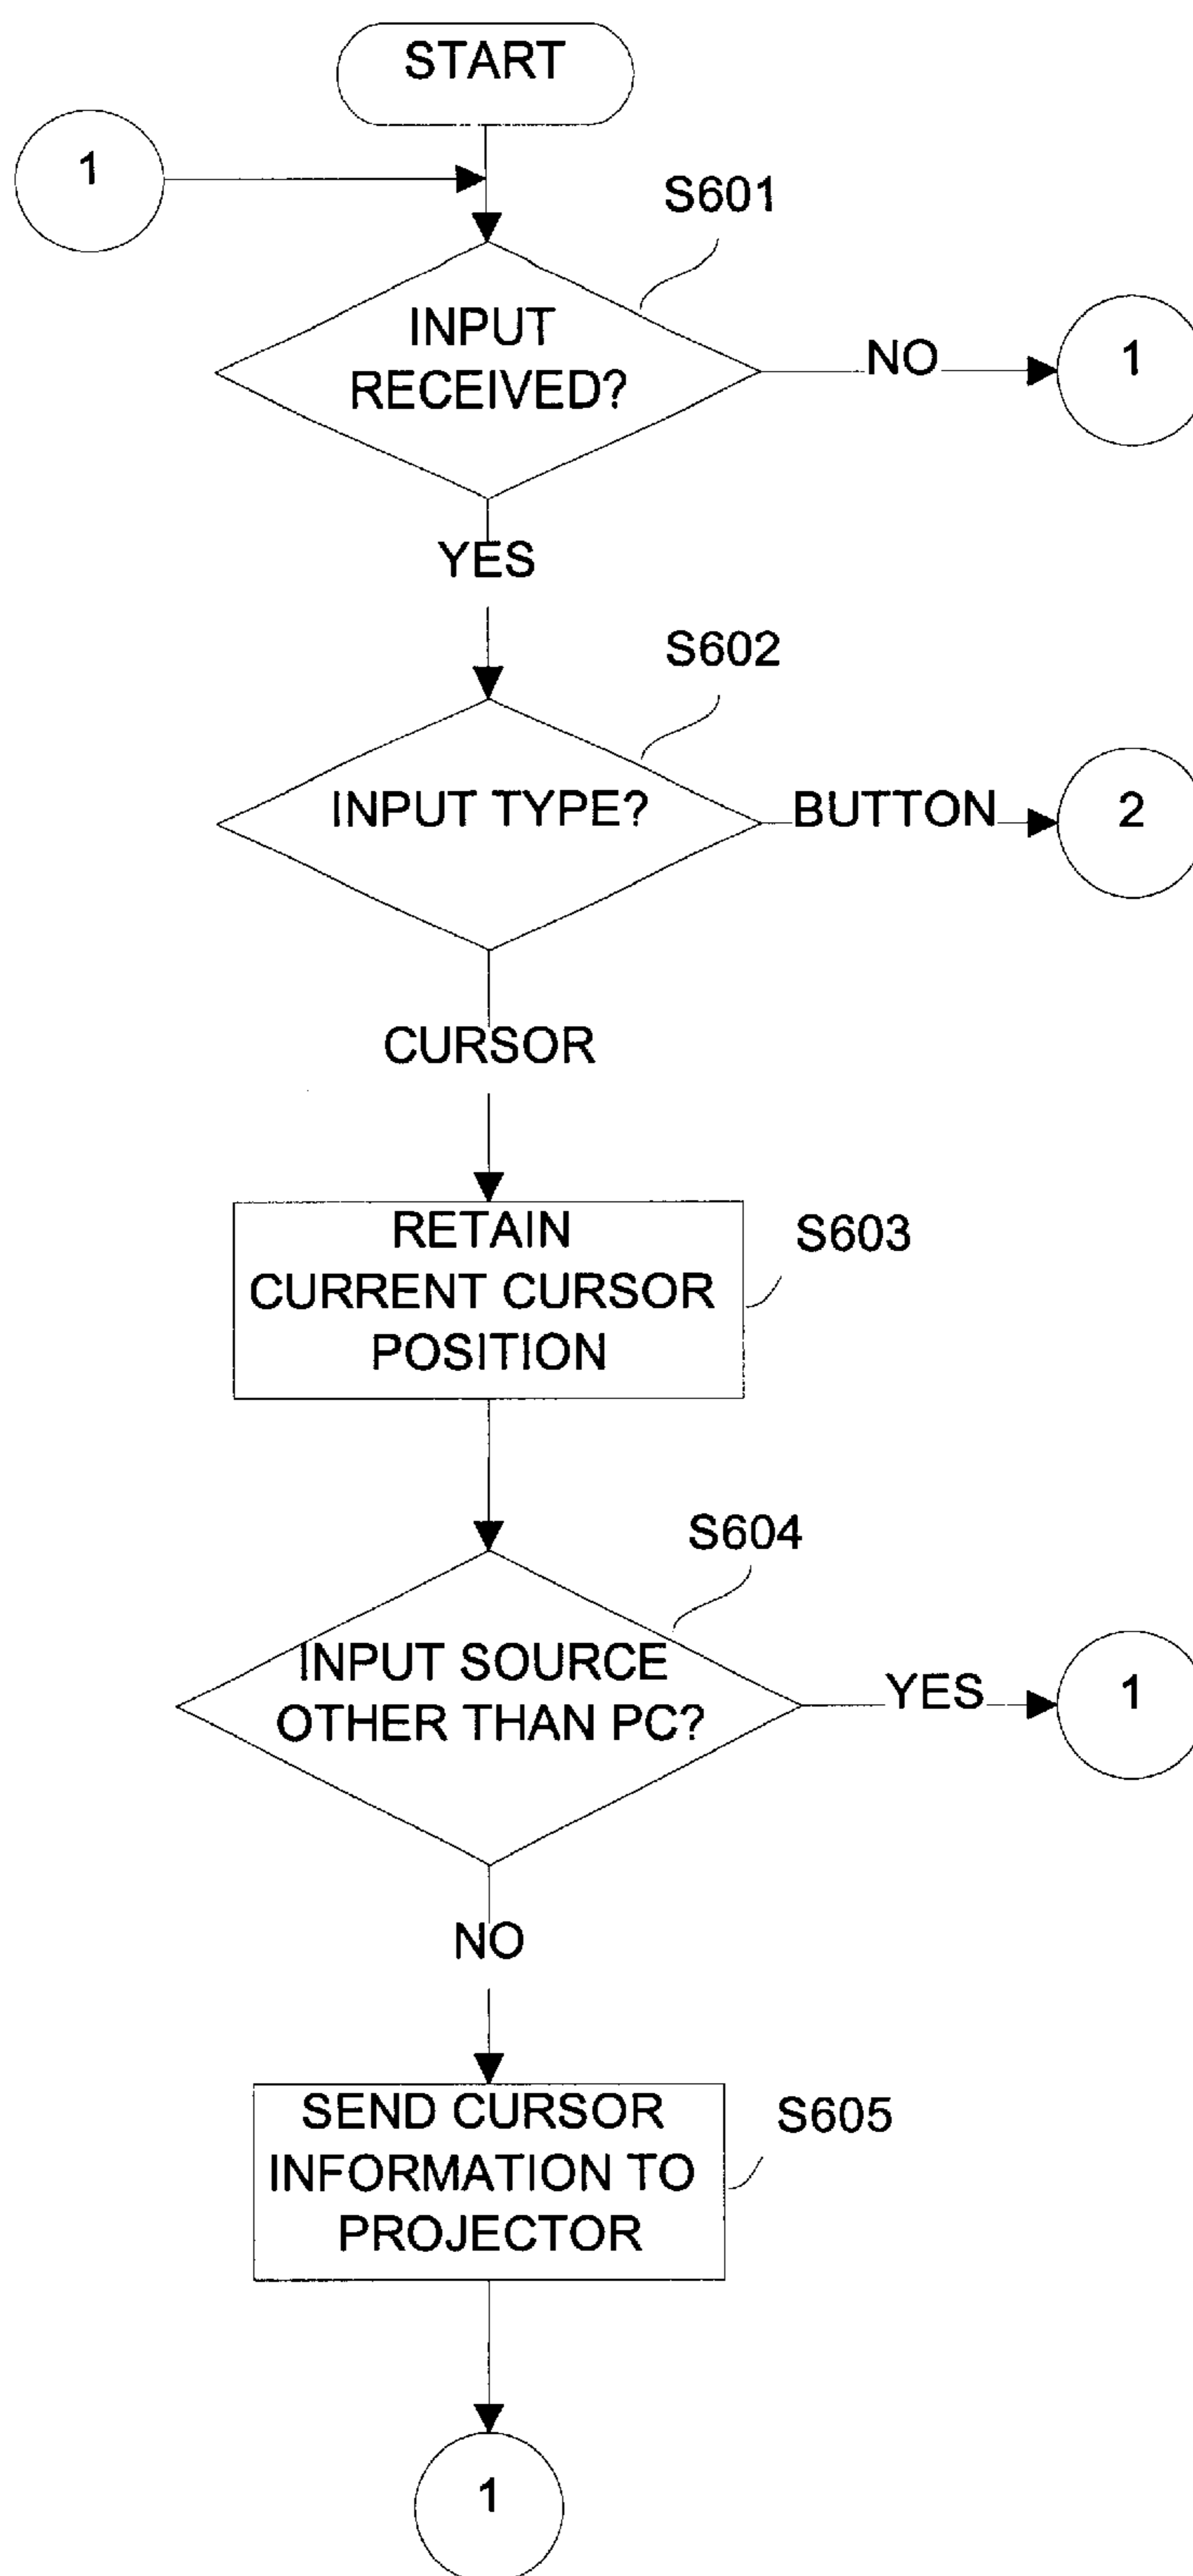 START
1
S601
INPUT
RECEIVED?
NO
1
YES
S602
INPUT TYPE?
BUTTON
2
CURSOR
RETAIN
CURRENT CURSOR
POSITION
S603
S604
INPUT SOURCE
OTHER THAN PC?
YES
1
NO
SEND CURSOR
INFORMATION TO
PROJECTOR
S605
1